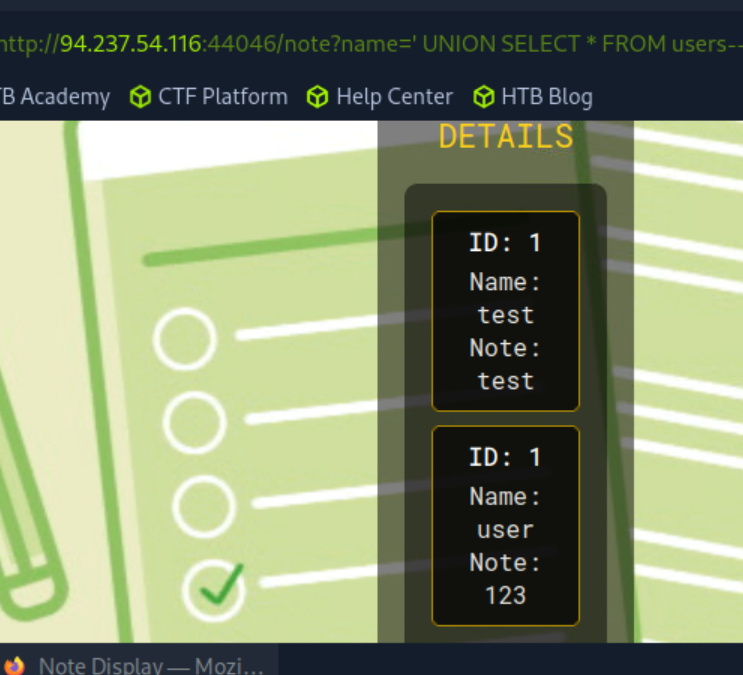 http://94.237.54.116:44046/note?name=' UNION SELECT * FROM users--
TB Academy CTF Platform Help Center HTB Blog
DETAILS
ID: 1
Name:
test
Note:
test
ID: 1
Name:
user
Note:
123
Note Display — Mozi...